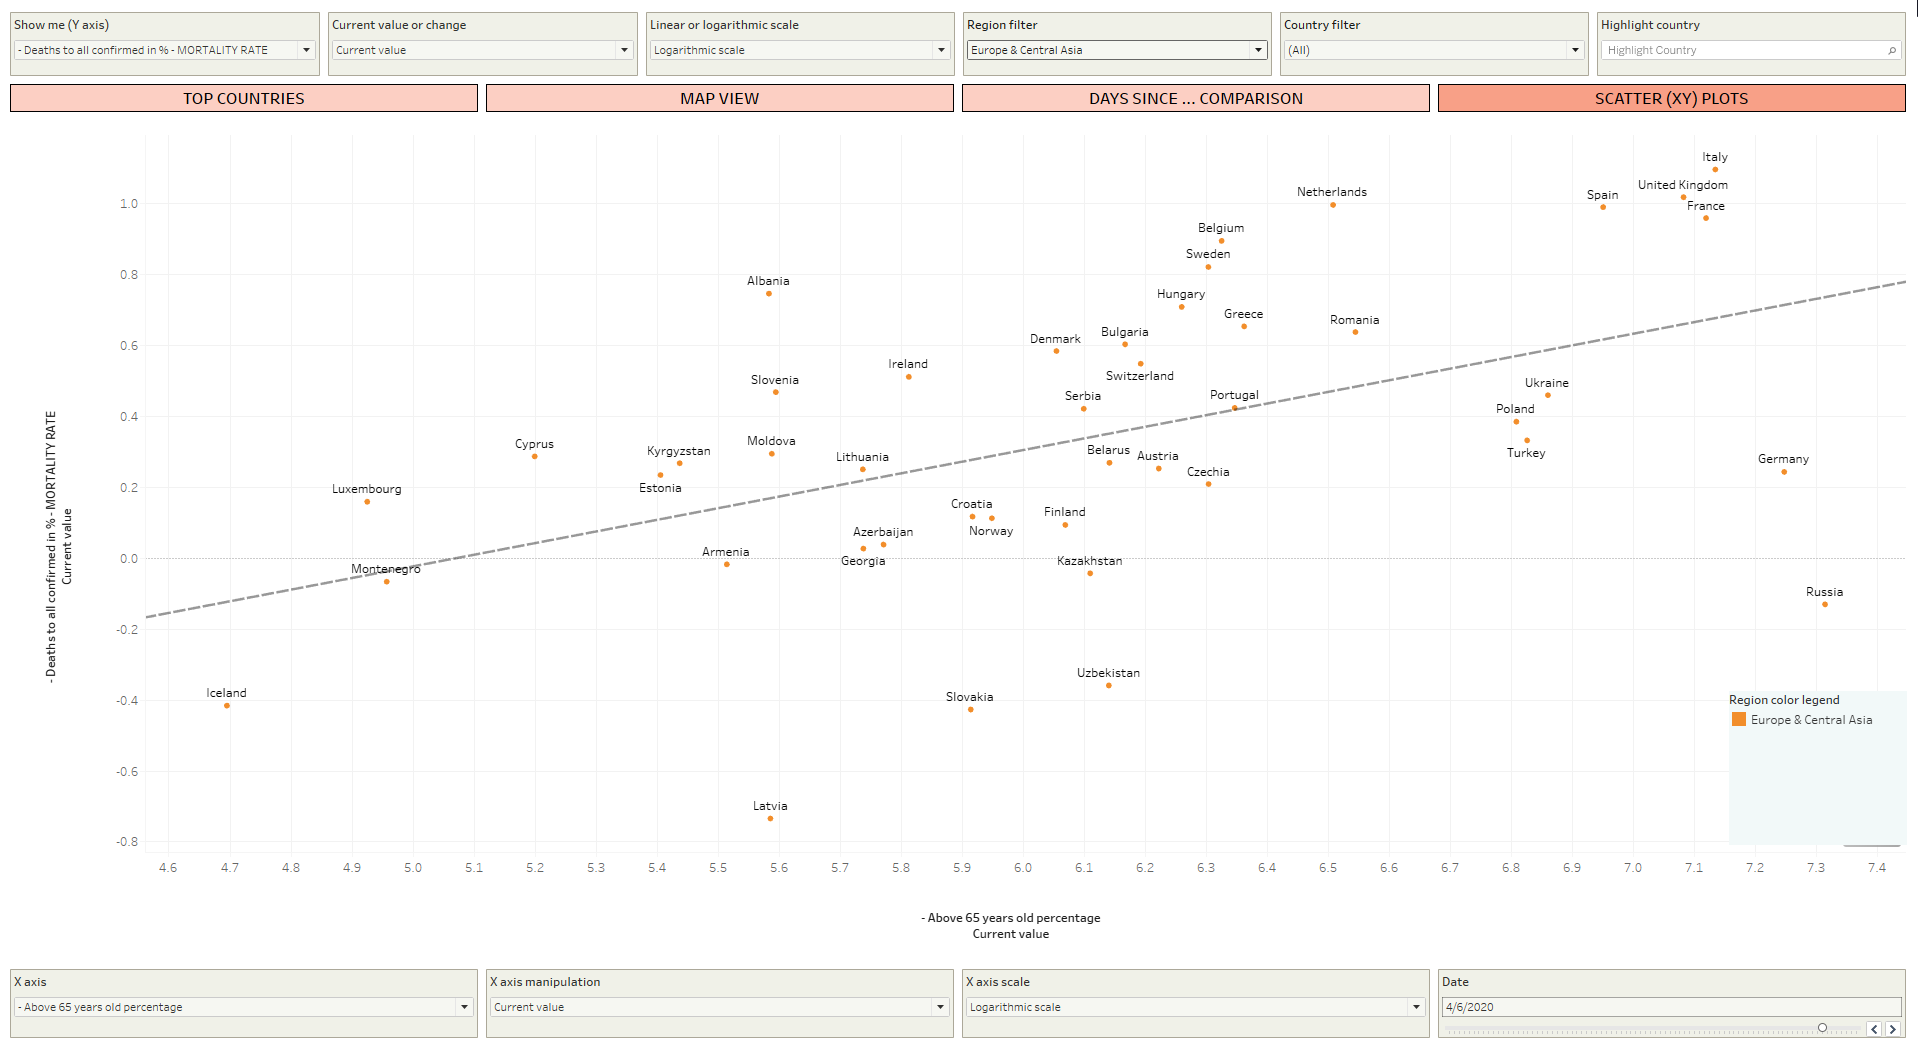 Show me (Y axis)
- Deaths to all confirmed in % - MORTALITY RATE
Current value or change
Current value
Linear or logarithmic scale
Logarithmic scale
Region filter
Europe & Central Asia
Country filter
(All)
Highlight country
Highlight Country
TOP COUNTRIES
MAP VIEW
DAYS SINCE ... COMPARISON
SCATTER (XY) PLOTS
- Deaths to all confirmed in % - MORTALITY RATE
Current value
1.0
0.8
0.6
0.4
0.2
0.0
-0.2
-0.4
-0.6
-0.8
Italy
United Kingdom
Netherlands
Spain
France
Belgium
Sweden
Albania
Hungary
Greece
Romania
Bulgaria
Denmark
Ireland
Switzerland
Slovenia
Ukraine
Serbia
Portugal
Poland
Moldova
Cyprus
Kyrgyzstan
Belarus
Turkey
Austria
Lithuania
Germany
Czechia
Estonia
Luxembourg
Croatia
Finland
Norway
Azerbaijan
Armenia
Georgia
Kazakhstan
Montenegro
Russia
Uzbekistan
Iceland
Slovakia
Latvia
Region color legend
Europe & Central Asia
4.6 4.7 4.8 4.9 5.0 5.1 5.2 5.3 5.4 5.5 5.6 5.7 5.8 5.9 6.0 6.1 6.2 6.3 6.4 6.5 6.6 6.7 6.8 6.9 7.0 7.1 7.2 7.3 7.4
- Above 65 years old percentage
Current value
X axis
- Above 65 years old percentage
X axis manipulation
Current value
X axis scale
Logarithmic scale
Date
4/6/2020